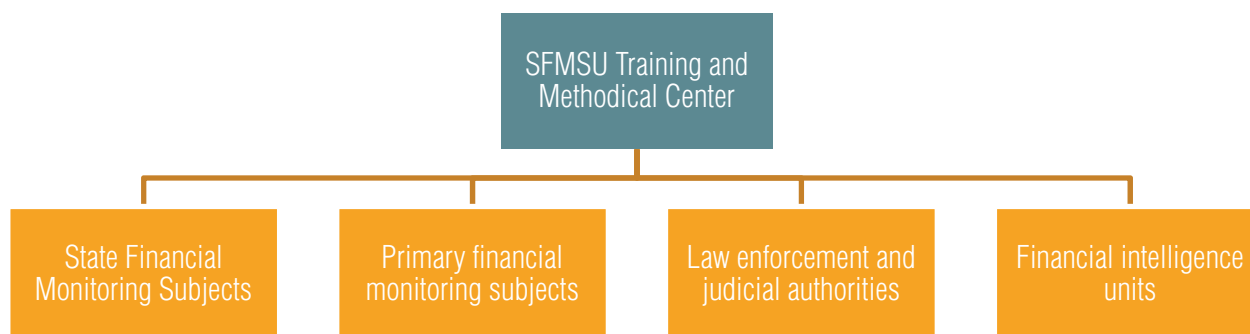 SFMSU Training and
Methodical Center
State Financial
Monitoring Subjects
Primary financial
monitoring subjects
Law enforcement and
judicial authorities
Financial intelligence
units